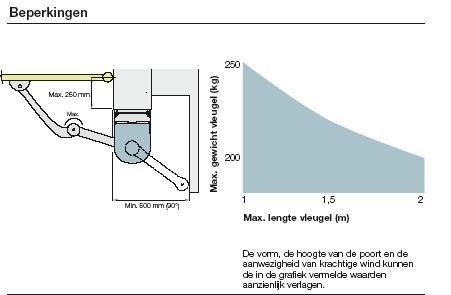 Beperkingen
Max. 250 mm
Max.
Min. 500 mm (90°)
Max. gewicht vleugel (kg)
250
200
1
1,5
2
Max. lengte vleugel (m)
De vorm, de hoogte van de poort en de
aanwezigheid van krachtige wind kunnen
de in de grafiek vermelde waarden
aanzienlijk verlagen.